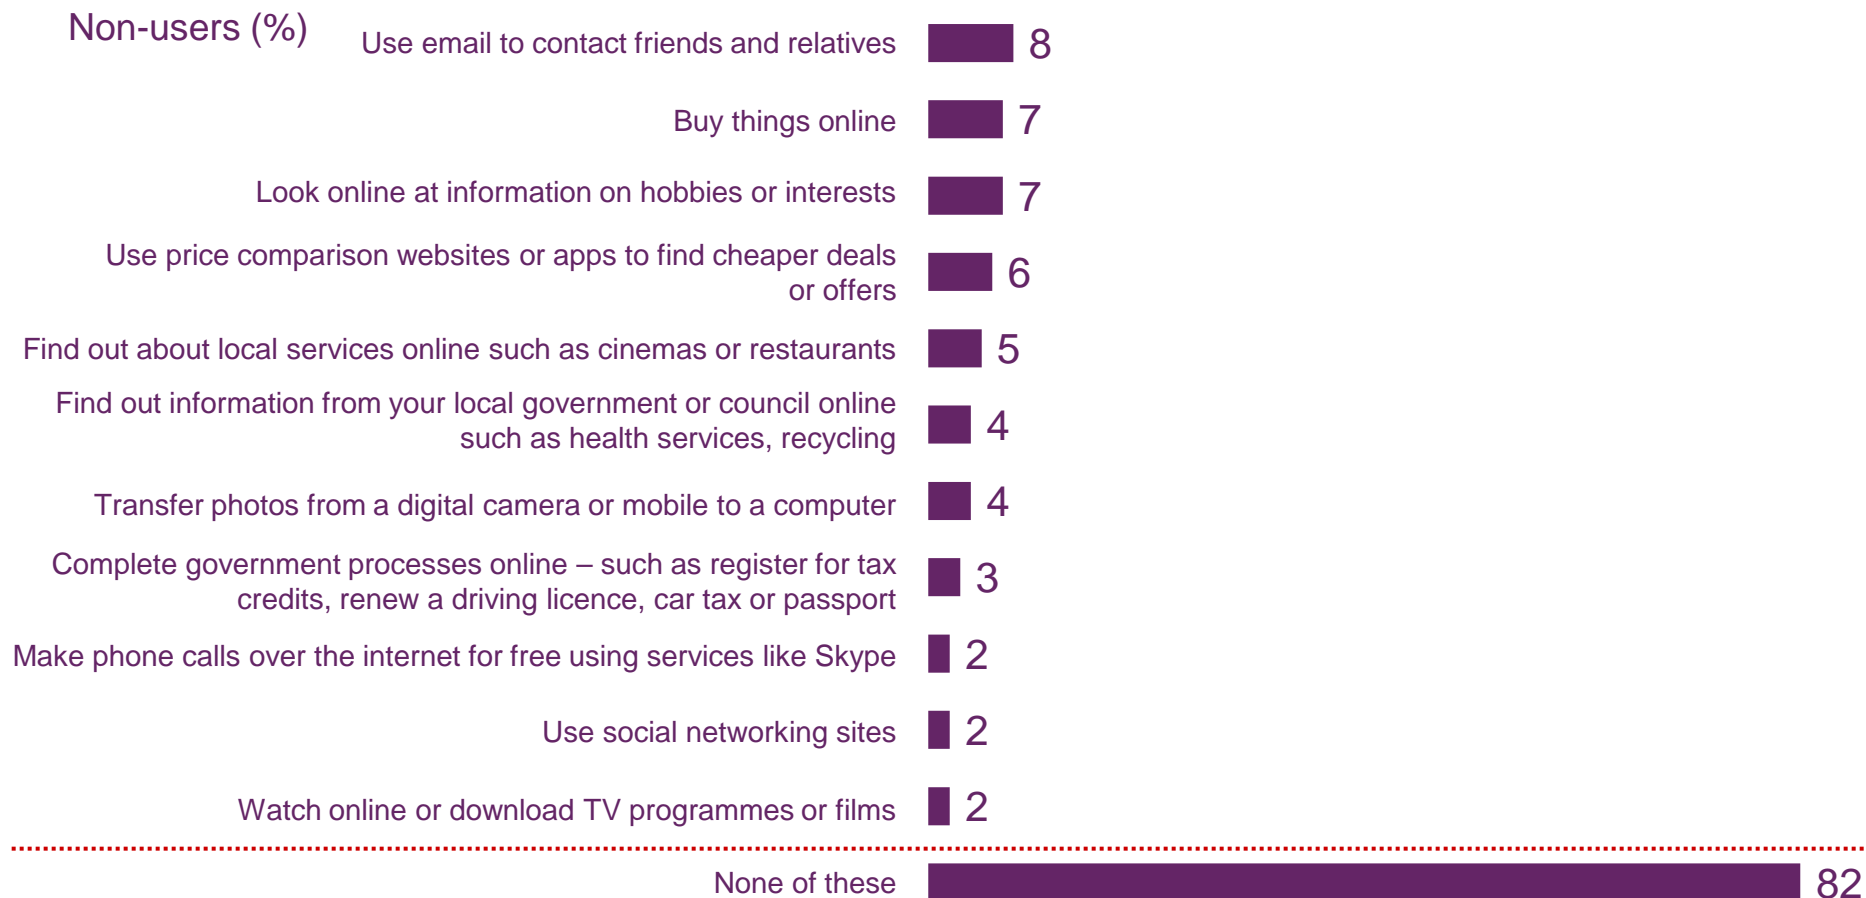 Non-users (%)
Use email to contact friends and relatives 8
Buy things online 7
Look online at information on hobbies or interests 7
Use price comparison websites or apps to find cheaper deals
or offers 6
Find out about local services online such as cinemas or restaurants 5
Find out information from your local government or council online
such as health services, recycling 4
Transfer photos from a digital camera or mobile to a computer 4
Complete government processes online – such as register for tax
credits, renew a driving licence, car tax or passport 3
Make phone calls over the internet for free using services like Skype 2
Use social networking sites 2
Watch online or download TV programmes or films 2
None of these 82